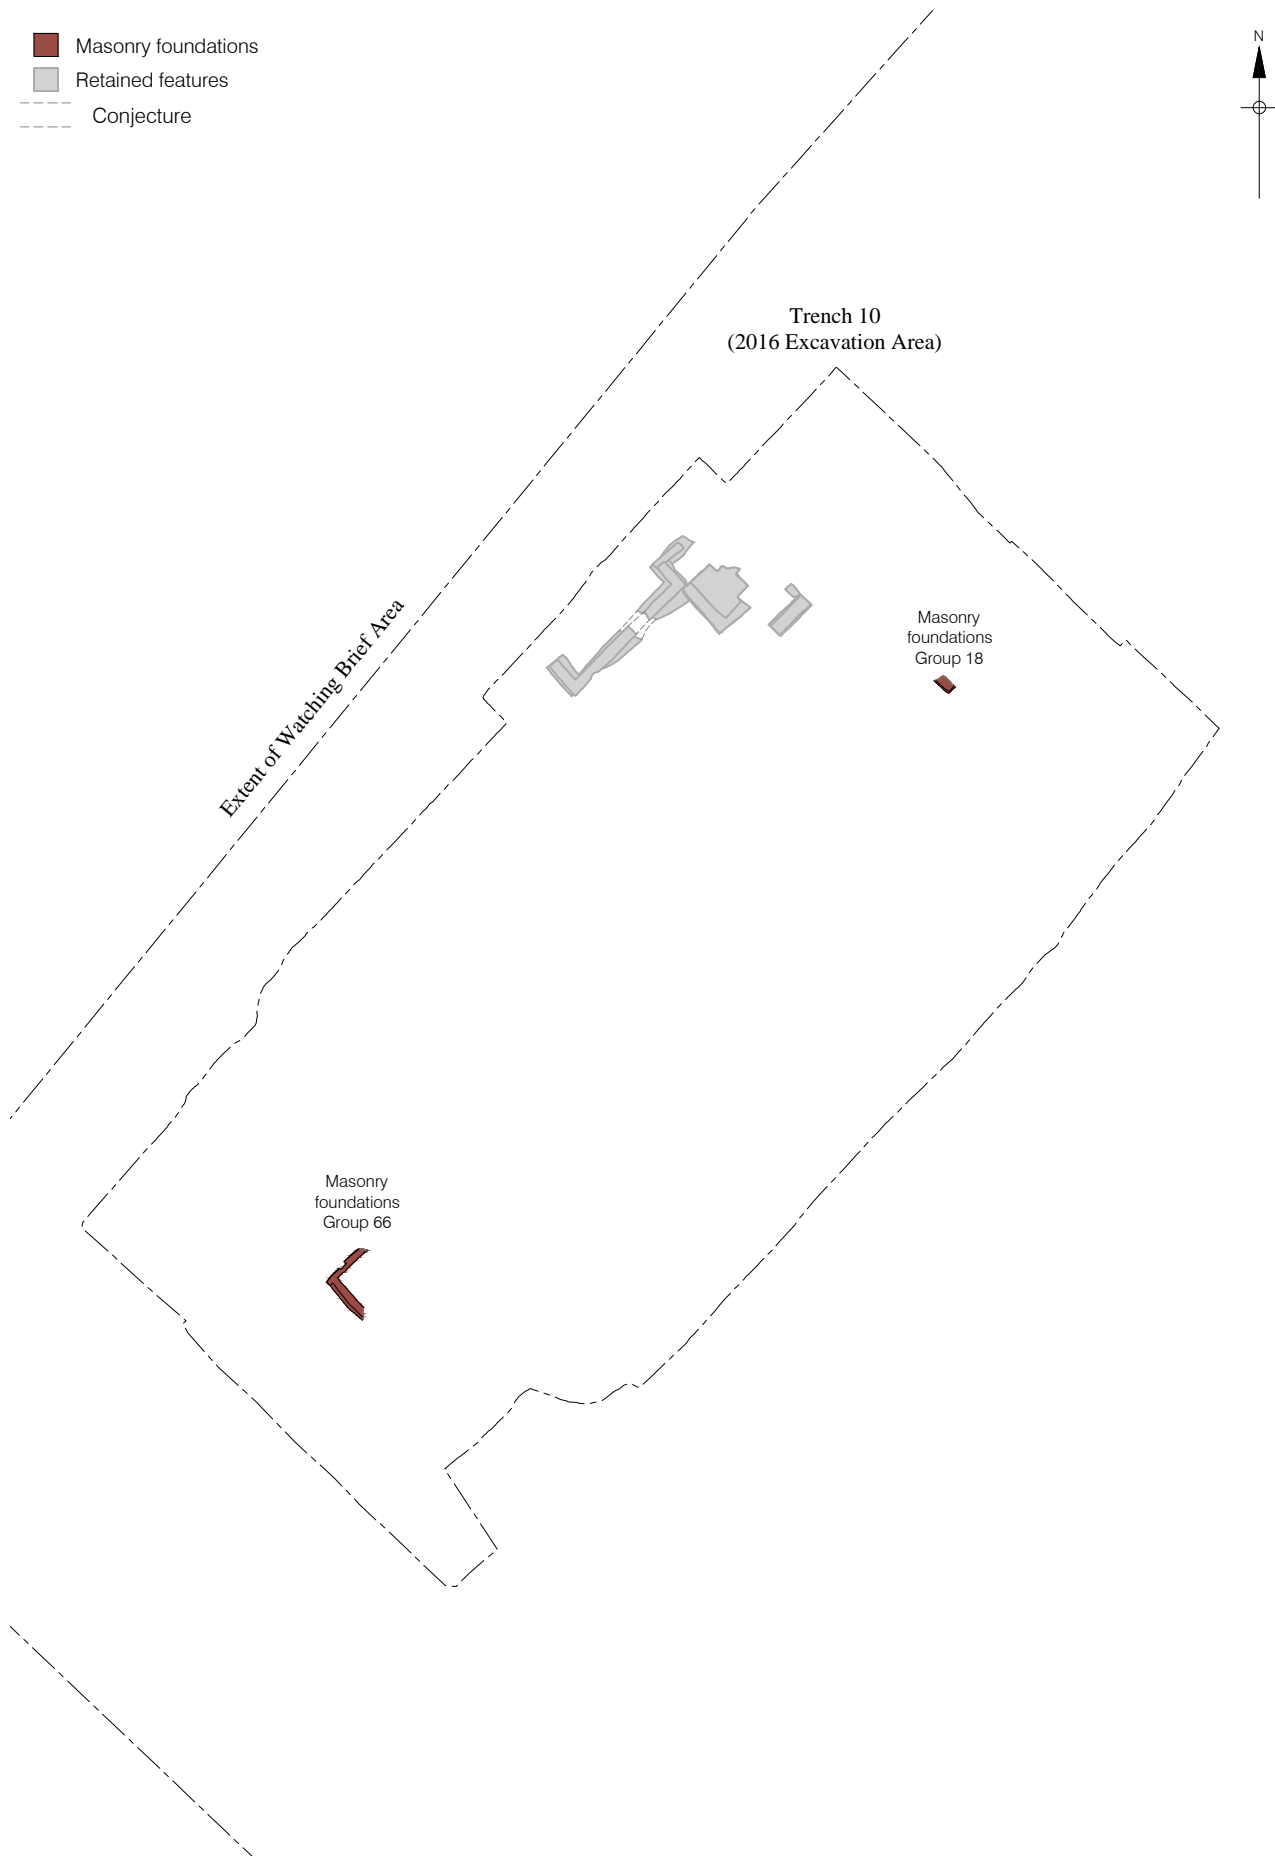 Masonry foundations
Retained features
Conjecture
N
Trench 10
(2016 Excavation Area)
Extent of Watching Brief Area
Masonry
foundations
Group 18
Masonry
foundations
Group 66